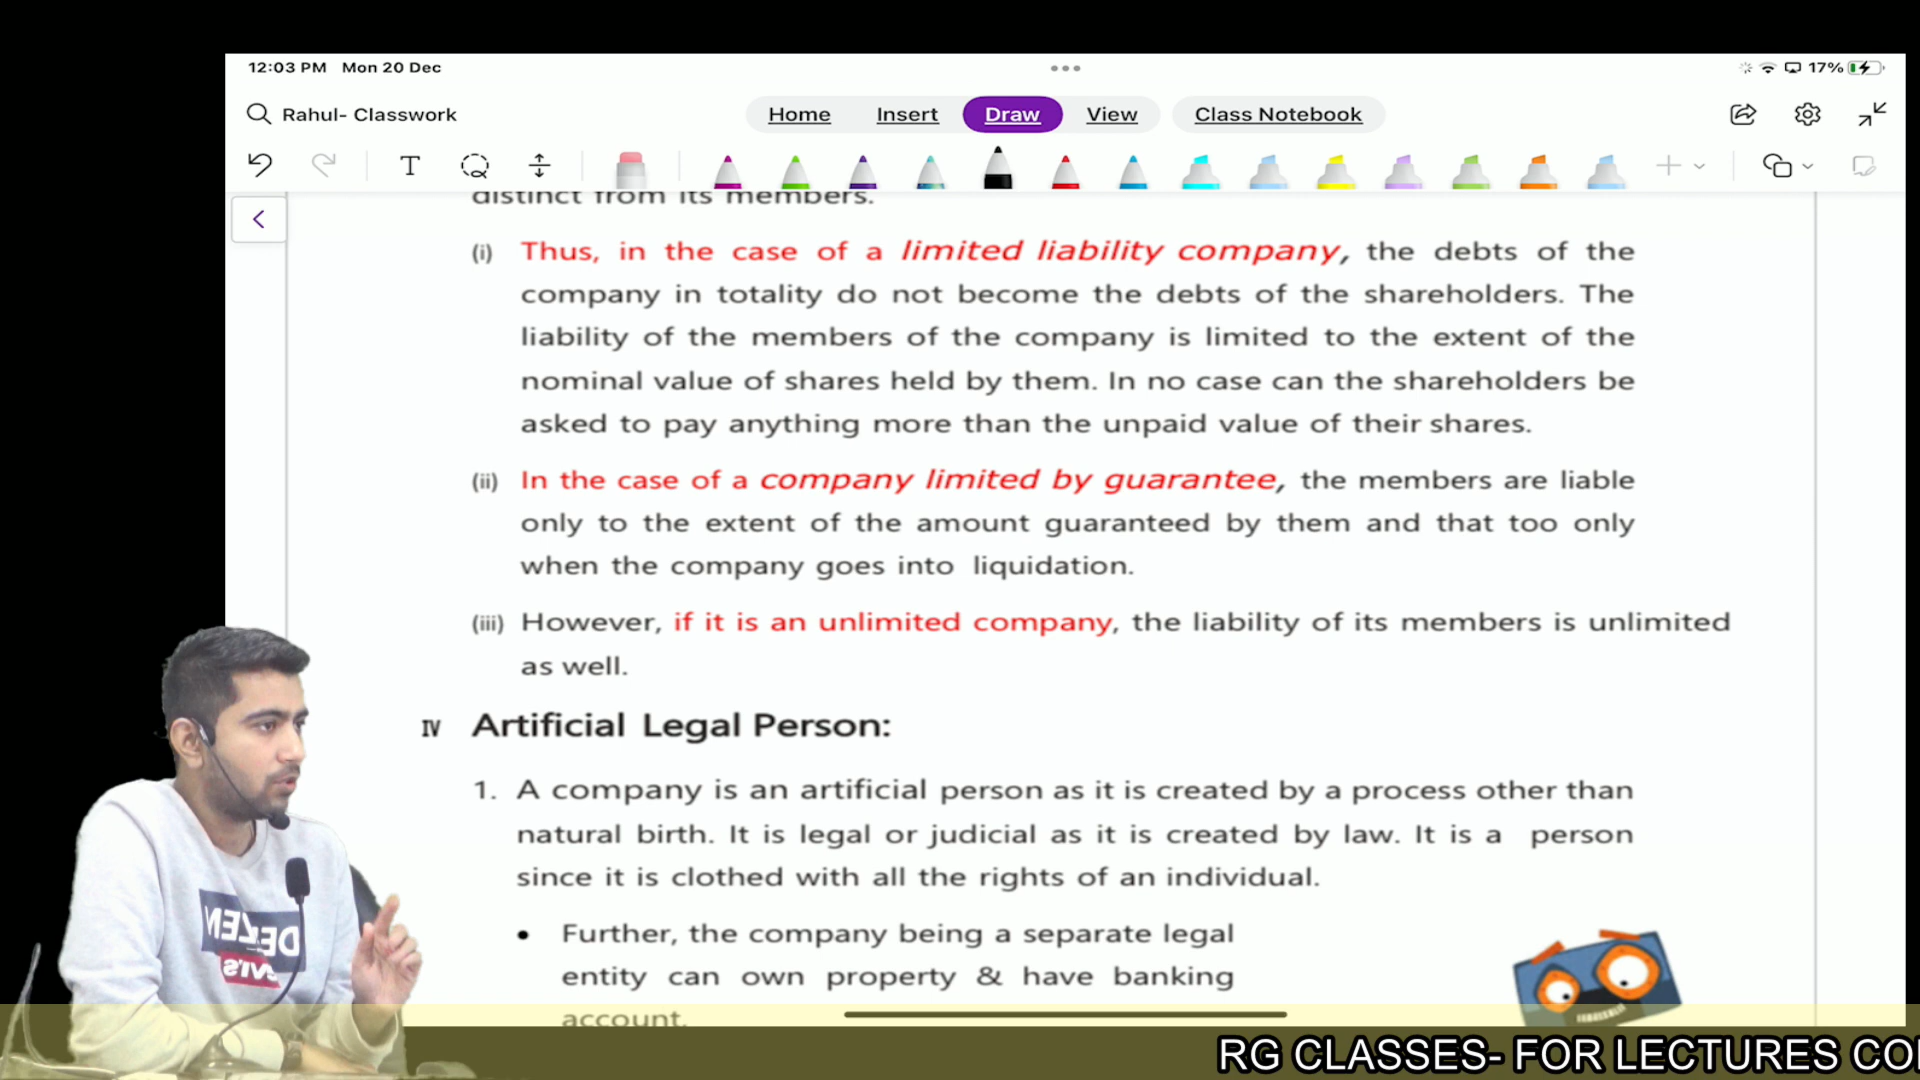 12:03 PM Mon 20 Dec
17%
Rahul- Classwork
Home Insert Draw View Class Notebook
T
distinct from its members.
(i) Thus, in the case of a limited liability company, the debts of the
company in totality do not become the debts of the shareholders. The
liability of the members of the company is limited to the extent of the
nominal value of shares held by them. In no case can the shareholders be
asked to pay anything more than the unpaid value of their shares.
(ii) In the case of a company limited by guarantee, the members are liable
only to the extent of the amount guaranteed by them and that too only
when the company goes into liquidation.
(iii) However, if it is an unlimited company, the liability of its members is unlimited
as well.
IV Artificial Legal Person:
1. A company is an artificial person as it is created by a process other than
natural birth. It is legal or judicial as it is created by law. It is a person
since it is clothed with all the rights of an individual.
• Further, the company being a separate legal
entity can own property & have banking
account.
RG CLASSES- FOR LECTURES CO